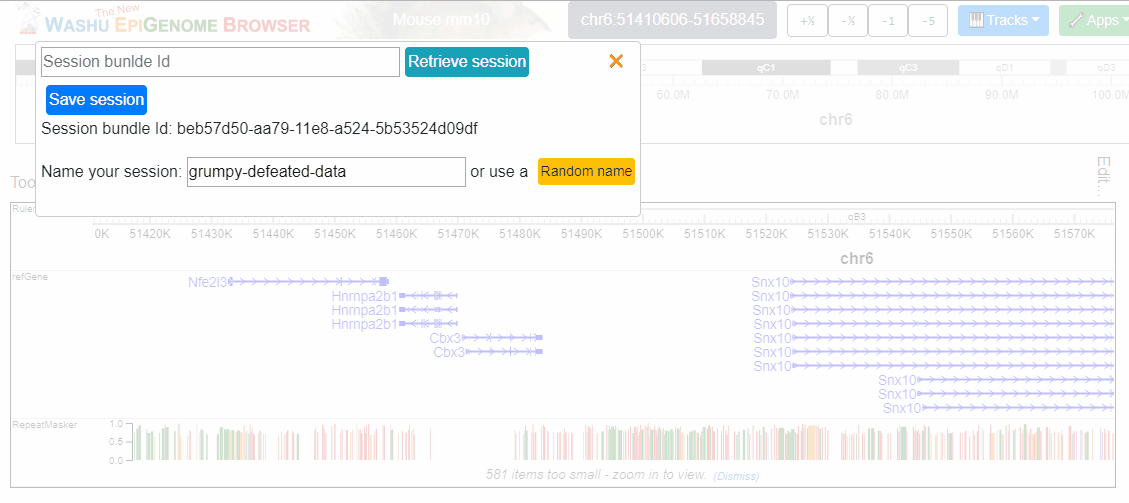 The New
WASHU EPIGENOME BROWSER
Mouse mm10
chr6:51410606-51658845
+⅓
-⅓
-1
-5
Tracks
Apps
Session bunlde Id
Retrieve session
Save session
Session bundle Id: beb57d50-aa79-11e8-a524-5b53524d09df
Name your session: grumpy-defeated-data or use a Random name
qC1 qC3 qD1 qD3
60.0M 70.0M 80.0M 90.0M 100.0M
chr6
Too
Edit...
Ruler
qB3
0K 51420K 51430K 51440K 51450K 51460K 51470K 51480K 51490K 51500K 51510K 51520K 51530K 51540K 51550K 51560K 51570K
chr6
refGene
Nfe2l3 Snx10
Hnrnpa2b1 Snx10
Hnrnpa2b1 Snx10
Hnrnpa2b1 Snx10
Cbx3 Snx10
Cbx3 Snx10
Snx10
Snx10
Snx10
Snx10
RepeatMasker
1.0
0.5
0.0
581 items too small - zoom in to view. (Dismiss)